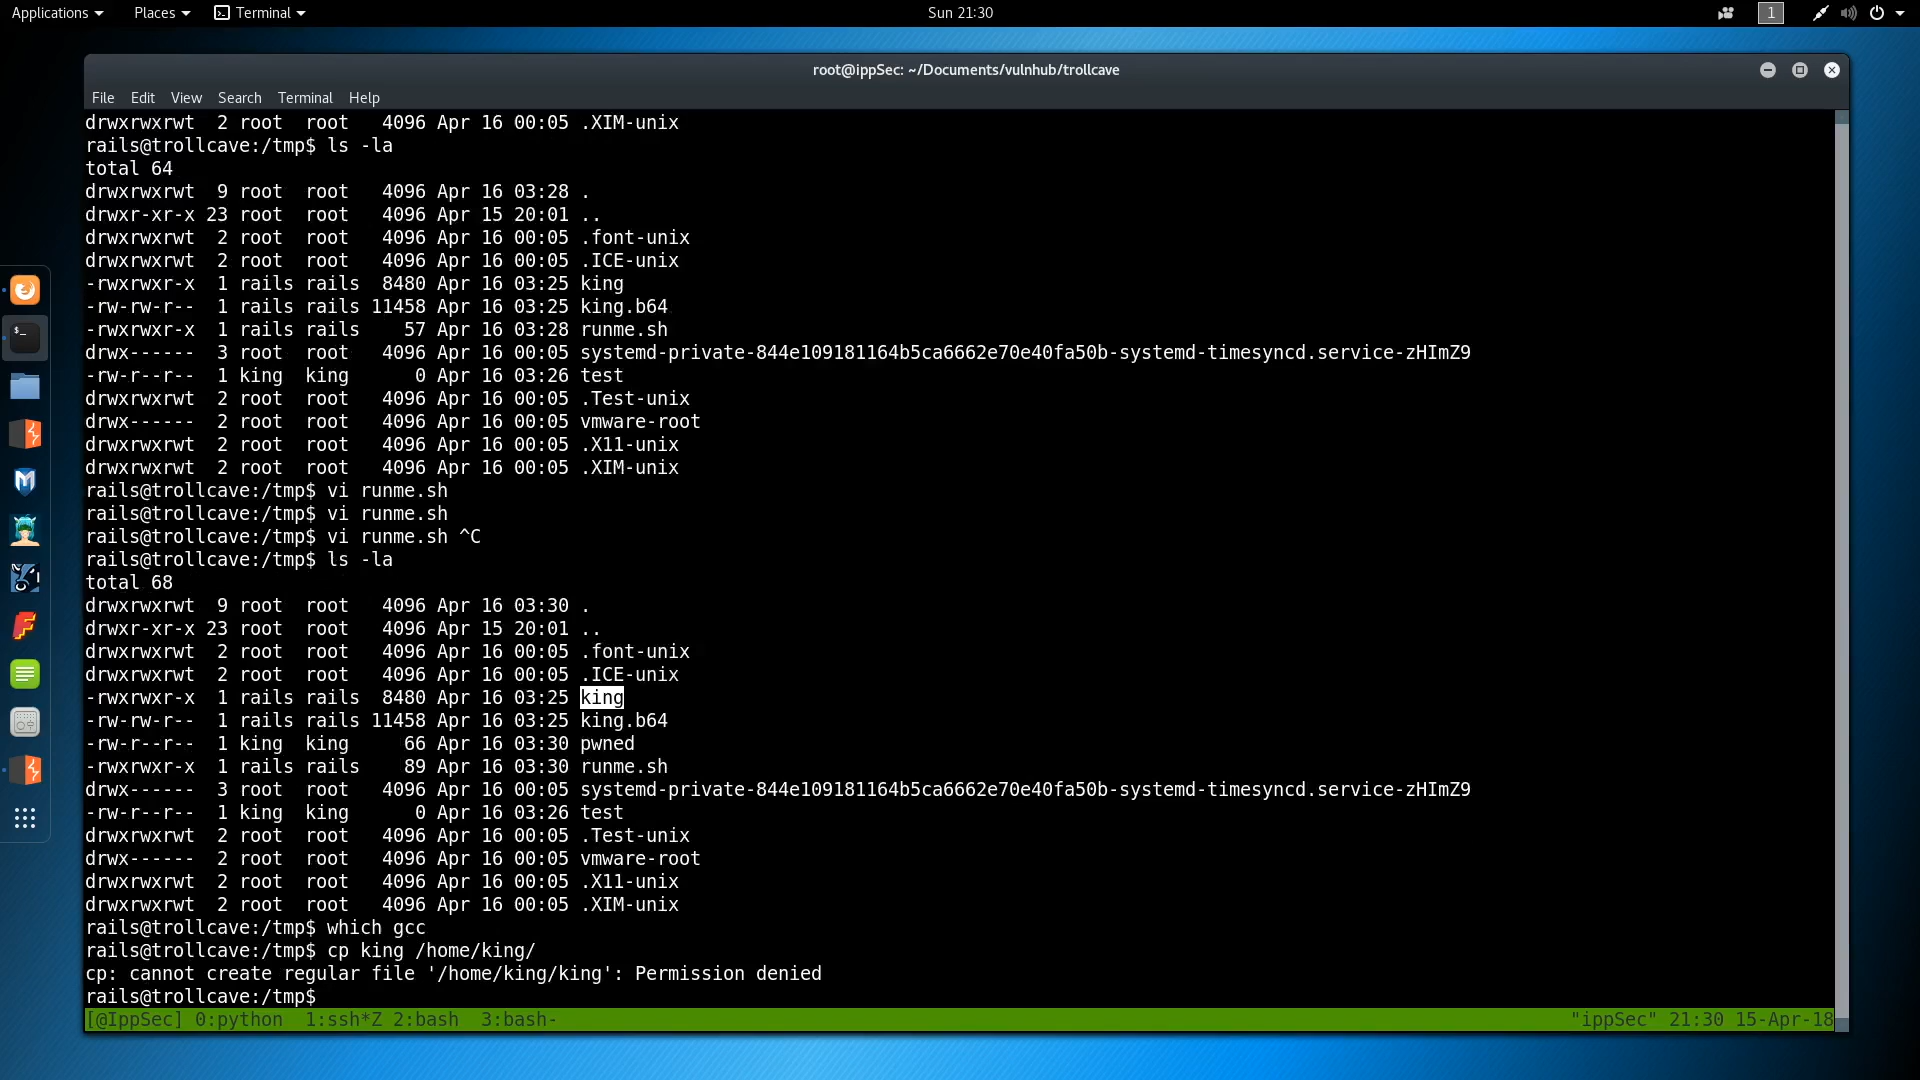 Applications Places Terminal Sun 21:30 1
root@ippSec: ~/Documents/vulnhub/trollcave
File Edit View Search Terminal Help
drwxrwxrwt  2 root  root   4096 Apr 16 00:05 .XIM-unix
rails@trollcave:/tmp$ ls -la
total 64
drwxrwxrwt  9 root  root   4096 Apr 16 03:28 .
drwxr-xr-x 23 root  root   4096 Apr 15 20:01 ..
drwxrwxrwt  2 root  root   4096 Apr 16 00:05 .font-unix
drwxrwxrwt  2 root  root   4096 Apr 16 00:05 .ICE-unix
-rwxrwxr-x  1 rails rails  8480 Apr 16 03:25 king
-rw-rw-r--  1 rails rails 11458 Apr 16 03:25 king.b64
-rwxrwxr-x  1 rails rails    57 Apr 16 03:28 runme.sh
drwx------  3 root  root   4096 Apr 16 00:05 systemd-private-844e109181164b5ca6662e70e40fa50b-systemd-timesyncd.service-zHImZ9
-rw-r--r--  1 king  king      0 Apr 16 03:26 test
drwxrwxrwt  2 root  root   4096 Apr 16 00:05 .Test-unix
drwx------  2 root  root   4096 Apr 16 00:05 vmware-root
drwxrwxrwt  2 root  root   4096 Apr 16 00:05 .X11-unix
drwxrwxrwt  2 root  root   4096 Apr 16 00:05 .XIM-unix
rails@trollcave:/tmp$ vi runme.sh
rails@trollcave:/tmp$ vi runme.sh
rails@trollcave:/tmp$ vi runme.sh ^C
rails@trollcave:/tmp$ ls -la
total 68
drwxrwxrwt  9 root  root   4096 Apr 16 03:30 .
drwxr-xr-x 23 root  root   4096 Apr 15 20:01 ..
drwxrwxrwt  2 root  root   4096 Apr 16 00:05 .font-unix
drwxrwxrwt  2 root  root   4096 Apr 16 00:05 .ICE-unix
-rwxrwxr-x  1 rails rails  8480 Apr 16 03:25 king
-rw-rw-r--  1 rails rails 11458 Apr 16 03:25 king.b64
-rw-r--r--  1 king  king     66 Apr 16 03:30 pwned
-rwxrwxr-x  1 rails rails    89 Apr 16 03:30 runme.sh
drwx------  3 root  root   4096 Apr 16 00:05 systemd-private-844e109181164b5ca6662e70e40fa50b-systemd-timesyncd.service-zHImZ9
-rw-r--r--  1 king  king      0 Apr 16 03:26 test
drwxrwxrwt  2 root  root   4096 Apr 16 00:05 .Test-unix
drwx------  2 root  root   4096 Apr 16 00:05 vmware-root
drwxrwxrwt  2 root  root   4096 Apr 16 00:05 .X11-unix
drwxrwxrwt  2 root  root   4096 Apr 16 00:05 .XIM-unix
rails@trollcave:/tmp$ which gcc
rails@trollcave:/tmp$ cp king /home/king/
cp: cannot create regular file '/home/king/king': Permission denied
rails@trollcave:/tmp$
[@IppSec] 0:python  1:ssh*Z 2:bash  3:bash- "ippSec" 21:30 15-Apr-18